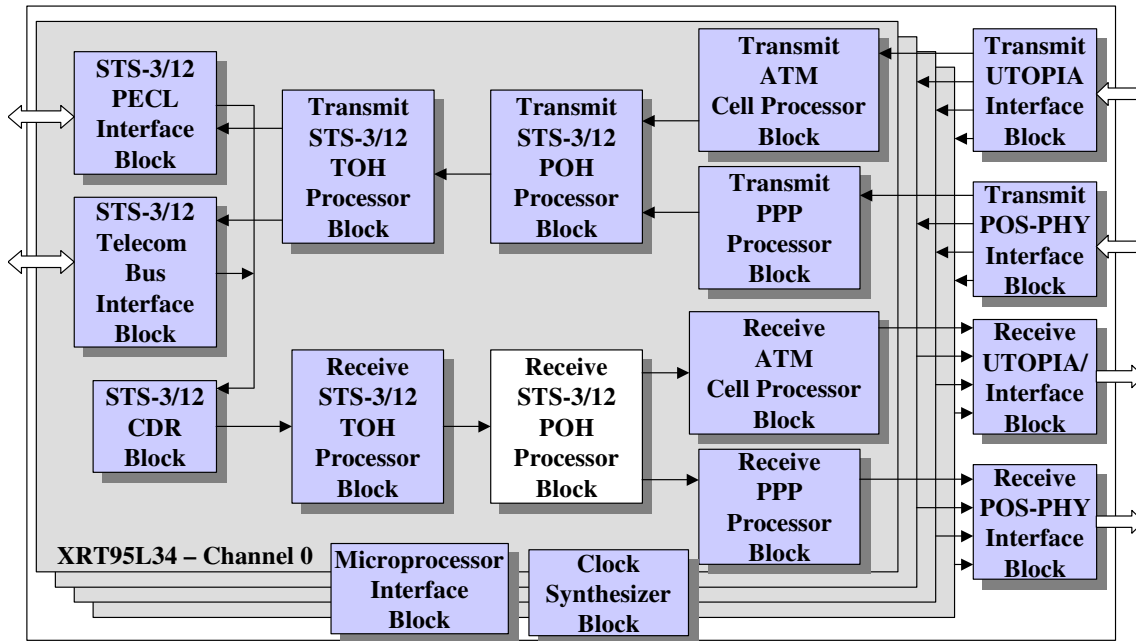 STS-3/12
PECL
Interface
Block
Transmit
STS-3/12
TOH
Processor
Block
Transmit
STS-3/12
POH
Processor
Block
Transmit
ATM
Cell Processor
Block
Transmit
UTOPIA
Interface
Block
STS-3/12
Telecom
Bus
Interface
Block
Transmit
PPP
Processor
Block
Transmit
POS-PHY
Interface
Block
STS-3/12
CDR
Block
Receive
STS-3/12
TOH
Processor
Block
Receive
STS-3/12
POH
Processor
Block
Receive
ATM
Cell Processor
Block
Receive
UTOPIA/
Interface
Block
Receive
PPP
Processor
Block
Receive
POS-PHY
Interface
Block
XRT95L34 – Channel 0
Microprocessor
Interface
Block
Clock
Synthesizer
Block